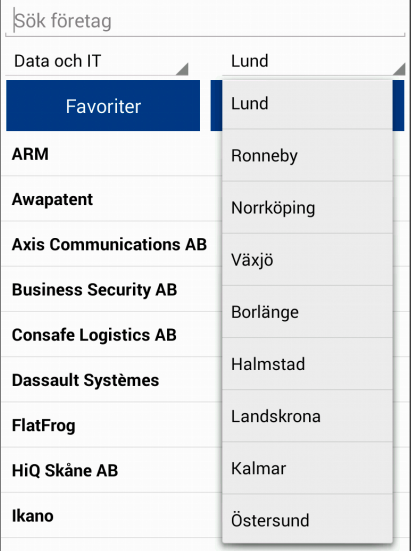 Sök företag
Data och IT
Lund
Favoriter
ARM
Awapatent
Axis Communications AB
Business Security AB
Consafe Logistics AB
Dassault Systèmes
FlatFrog
HiQ Skåne AB
Ikano
Lund
Ronneby
Norrköping
Växjö
Borlänge
Halmstad
Landskrona
Kalmar
Östersund